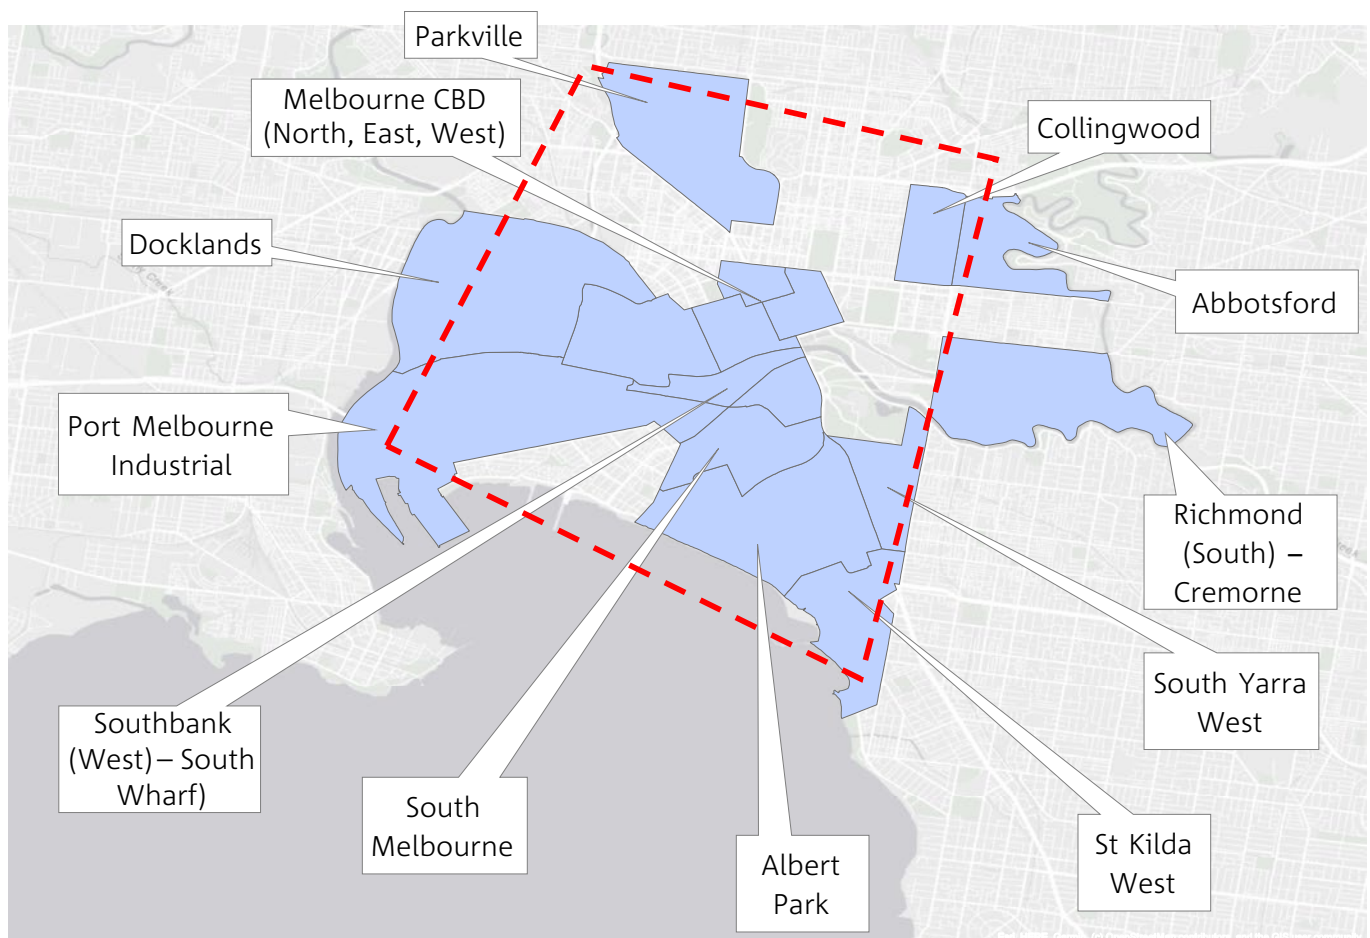 Parkville
Melbourne CBD
(North, East, West)
Collingwood
Docklands
Abbotsford
Port Melbourne
Industrial
Richmond
(South) –
Cremorne
South Yarra
West
Southbank
(West) – South
Wharf)
South
Melbourne
St Kilda
West
Albert
Park